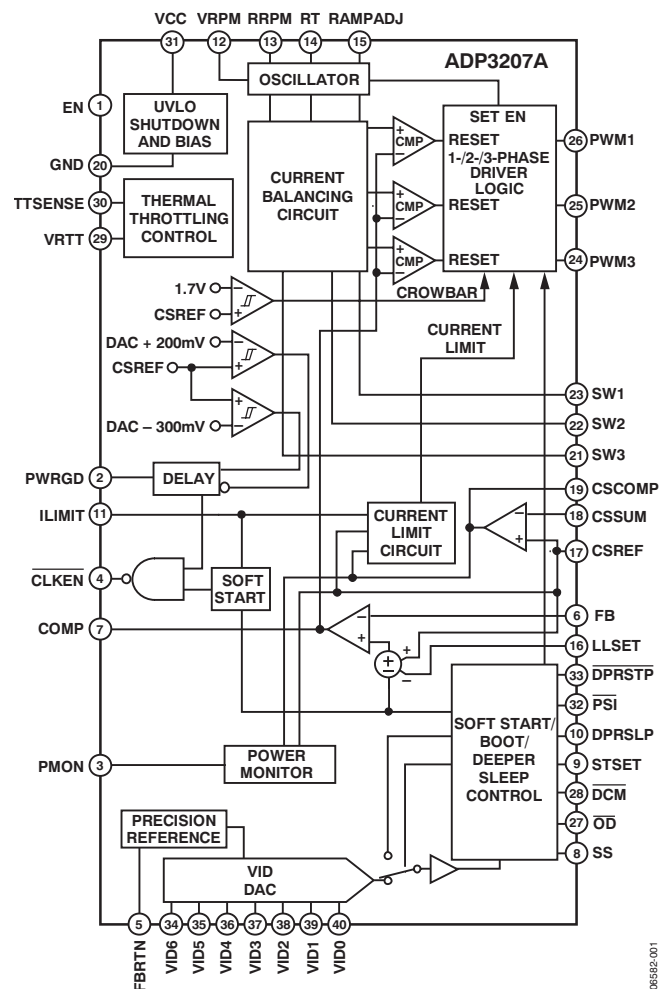 VCC VRPM RRPM RT RAMPADJ
31 12 13 14 15
ADP3207A
OSCILLATOR
EN 1
UVLO
SHUTDOWN
AND BIAS
GND 20
TTSENSE 30
VRTT 29
THERMAL
THROTTLING
CONTROL
CURRENT
BALANCING
CIRCUIT
+
CMP
–
+
CMP
–
+
CMP
–
SET EN
RESET
1-/2-/3-PHASE
DRIVER
LOGIC
RESET
RESET
26 PWM1
25 PWM2
24 PWM3
1.7V –
CSREF +
CROWBAR
DAC + 200mV –
CSREF +
+
DAC – 300mV –
CURRENT
LIMIT
23 SW1
22 SW2
21 SW3
PWRGD 2
DELAY
ILIMIT 11
CURRENT
LIMIT
CIRCUIT
19 CSCOMP
– 18 CSSUM
+
17 CSREF
CLKEN 4
SOFT
START
COMP 7
–
+
6 FB
+
–
+
–
16 LLSET
33 DPRSTP
32 PSI
10 DPRSLP
9 STSET
28 DCM
27 OD
8 SS
SOFT START/
BOOT/
DEEPER
SLEEP
CONTROL
PMON 3
POWER
MONITOR
PRECISION
REFERENCE
VID
DAC
5 34 35 36 37 38 39 40
FBRTN VID6 VID5 VID4 VID3 VID2 VID1 VID0
06582-001